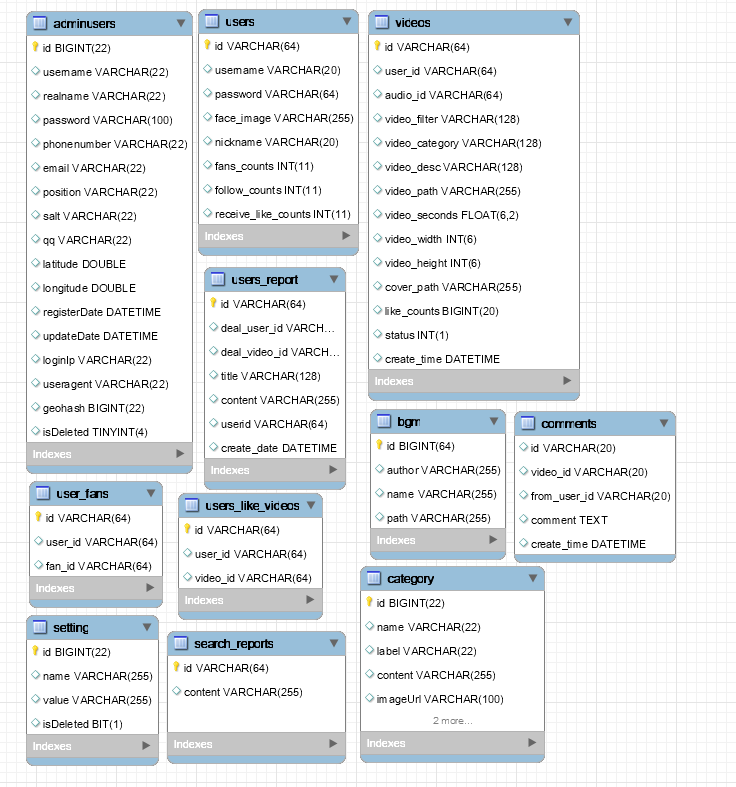 adminusers
id BIGINT(22)
username VARCHAR(22)
realname VARCHAR(22)
password VARCHAR(100)
phonenumber VARCHAR(22)
email VARCHAR(22)
position VARCHAR(22)
salt VARCHAR(22)
qq VARCHAR(22)
latitude DOUBLE
longitude DOUBLE
registerDate DATETIME
updateDate DATETIME
loginIp VARCHAR(22)
useragent VARCHAR(22)
geohash BIGINT(22)
isDeleted TINYINT(4)
Indexes
users
id VARCHAR(64)
username VARCHAR(20)
password VARCHAR(64)
face_image VARCHAR(255)
nickname VARCHAR(20)
fans_counts INT(11)
follow_counts INT(11)
receive_like_counts INT(11)
Indexes
videos
id VARCHAR(64)
user_id VARCHAR(64)
audio_id VARCHAR(64)
video_filter VARCHAR(128)
video_category VARCHAR(128)
video_desc VARCHAR(128)
video_path VARCHAR(255)
video_seconds FLOAT(6,2)
video_width INT(6)
video_height INT(6)
cover_path VARCHAR(255)
like_counts BIGINT(20)
status INT(1)
create_time DATETIME
Indexes
users_report
id VARCHAR(64)
deal_user_id VARCH...
deal_video_id VARCH...
title VARCHAR(128)
content VARCHAR(255)
userid VARCHAR(64)
create_date DATETIME
Indexes
bgm
id BIGINT(64)
author VARCHAR(255)
name VARCHAR(255)
path VARCHAR(255)
Indexes
comments
id VARCHAR(20)
video_id VARCHAR(20)
from_user_id VARCHAR(20)
comment TEXT
create_time DATETIME
user_fans
id VARCHAR(64)
user_id VARCHAR(64)
fan_id VARCHAR(64)
Indexes
users_like_videos
id VARCHAR(64)
user_id VARCHAR(64)
video_id VARCHAR(64)
Indexes
category
id BIGINT(22)
name VARCHAR(22)
label VARCHAR(22)
content VARCHAR(255)
imageUrl VARCHAR(100)
2 more...
Indexes
setting
id BIGINT(22)
name VARCHAR(255)
value VARCHAR(255)
isDeleted BIT(1)
Indexes
search_reports
id VARCHAR(64)
content VARCHAR(255)
Indexes